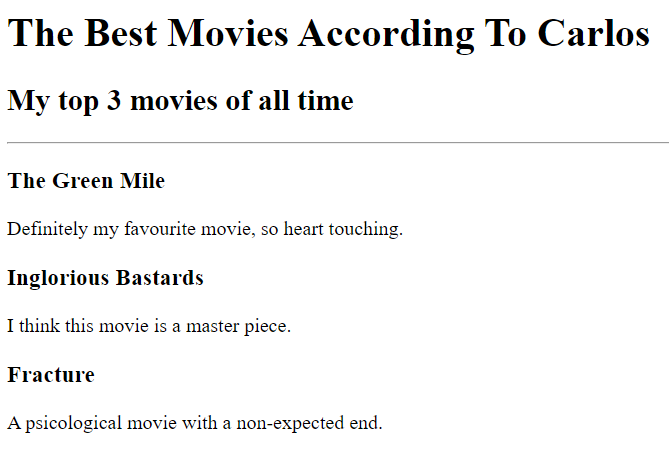 The Best Movies According To Carlos
My top 3 movies of all time
The Green Mile
Definitely my favourite movie, so heart touching.
Inglorious Bastards
I think this movie is a master piece.
Fracture
A psicological movie with a non-expected end.